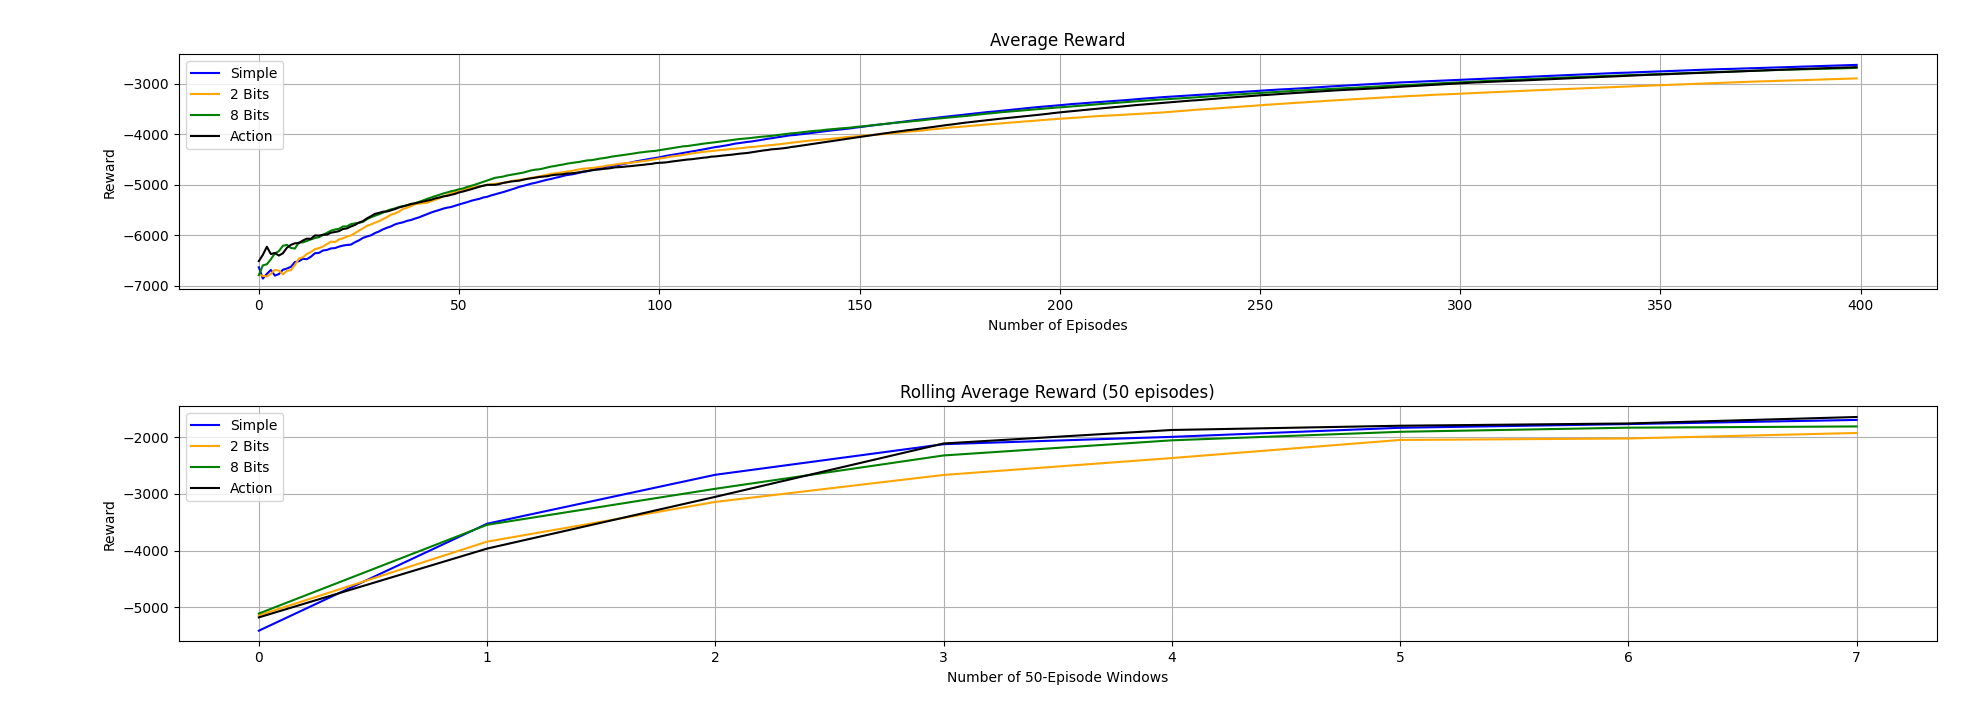 Average Reward
Simple
2 Bits
8 Bits
Action
−3000
−4000
−5000
−6000
−7000
Reward
0 50 100 150 200 250 300 350 400
Number of Episodes
Rolling Average Reward (50 episodes)
Simple
2 Bits
8 Bits
Action
−2000
−3000
−4000
−5000
Reward
0 1 2 3 4 5 6 7
Number of 50-Episode Windows